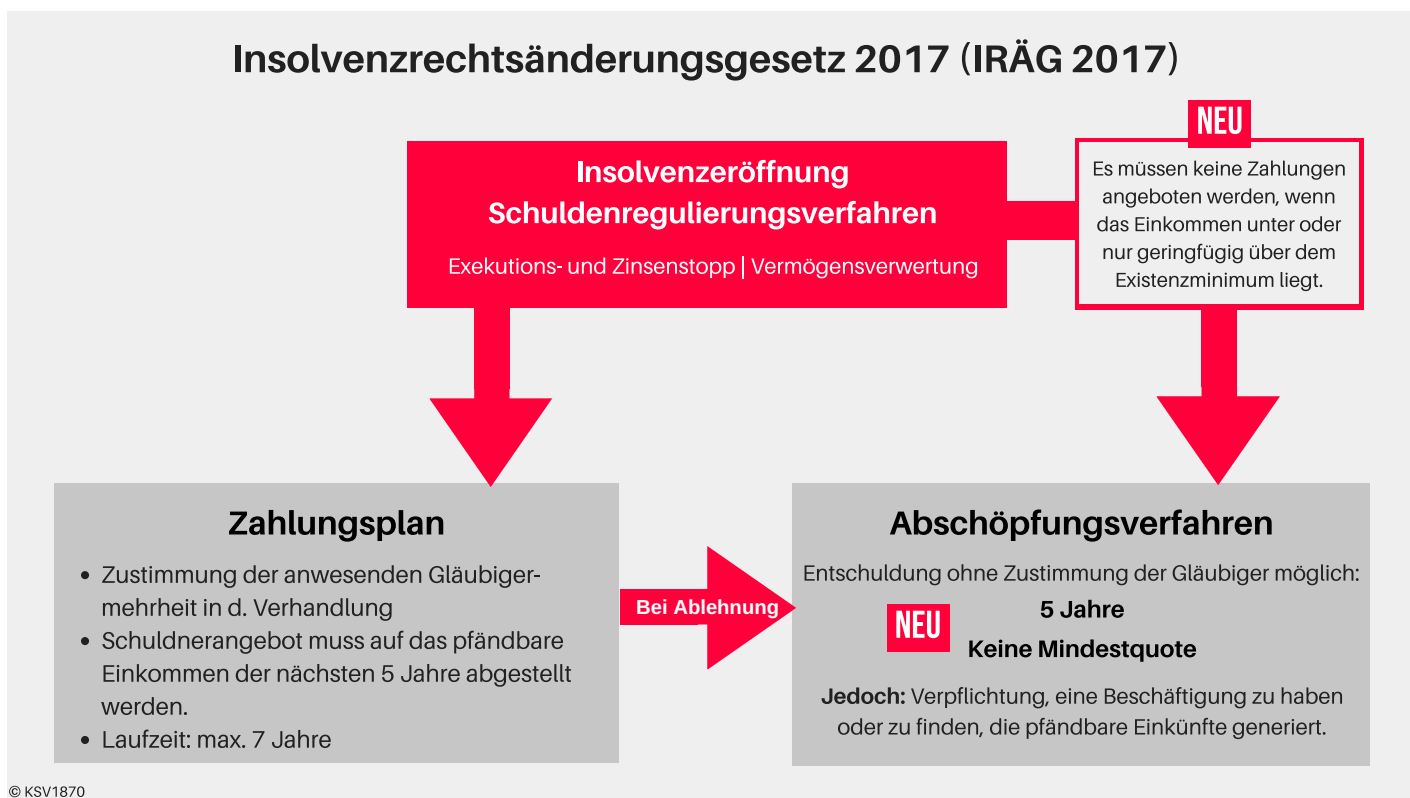 Insolvenzrechtsänderungsgesetz 2017 (IRÄG 2017)
Insolvenzeröffnung
Schuldenregulierungsverfahren
Exekutions- und Zinsenstopp | Vermögensverwertung
NEU
Es müssen keine Zahlungen
angeboten werden, wenn
das Einkommen unter oder
nur geringfügig über dem
Existenzminimum liegt.
Zahlungsplan
• Zustimmung der anwesenden Gläubiger-
mehrheit in d. Verhandlung
• Schuldnerangebot muss auf das pfändbare
Einkommen der nächsten 5 Jahre abgestellt
werden.
• Laufzeit: max. 7 Jahre
Bei Ablehnung
Abschöpfungsverfahren
Entschuldung ohne Zustimmung der Gläubiger möglich:
NEU
5 Jahre
Keine Mindestquote
Jedoch: Verpflichtung, eine Beschäftigung zu haben
oder zu finden, die pfändbare Einkünfte generiert.
© KSV1870